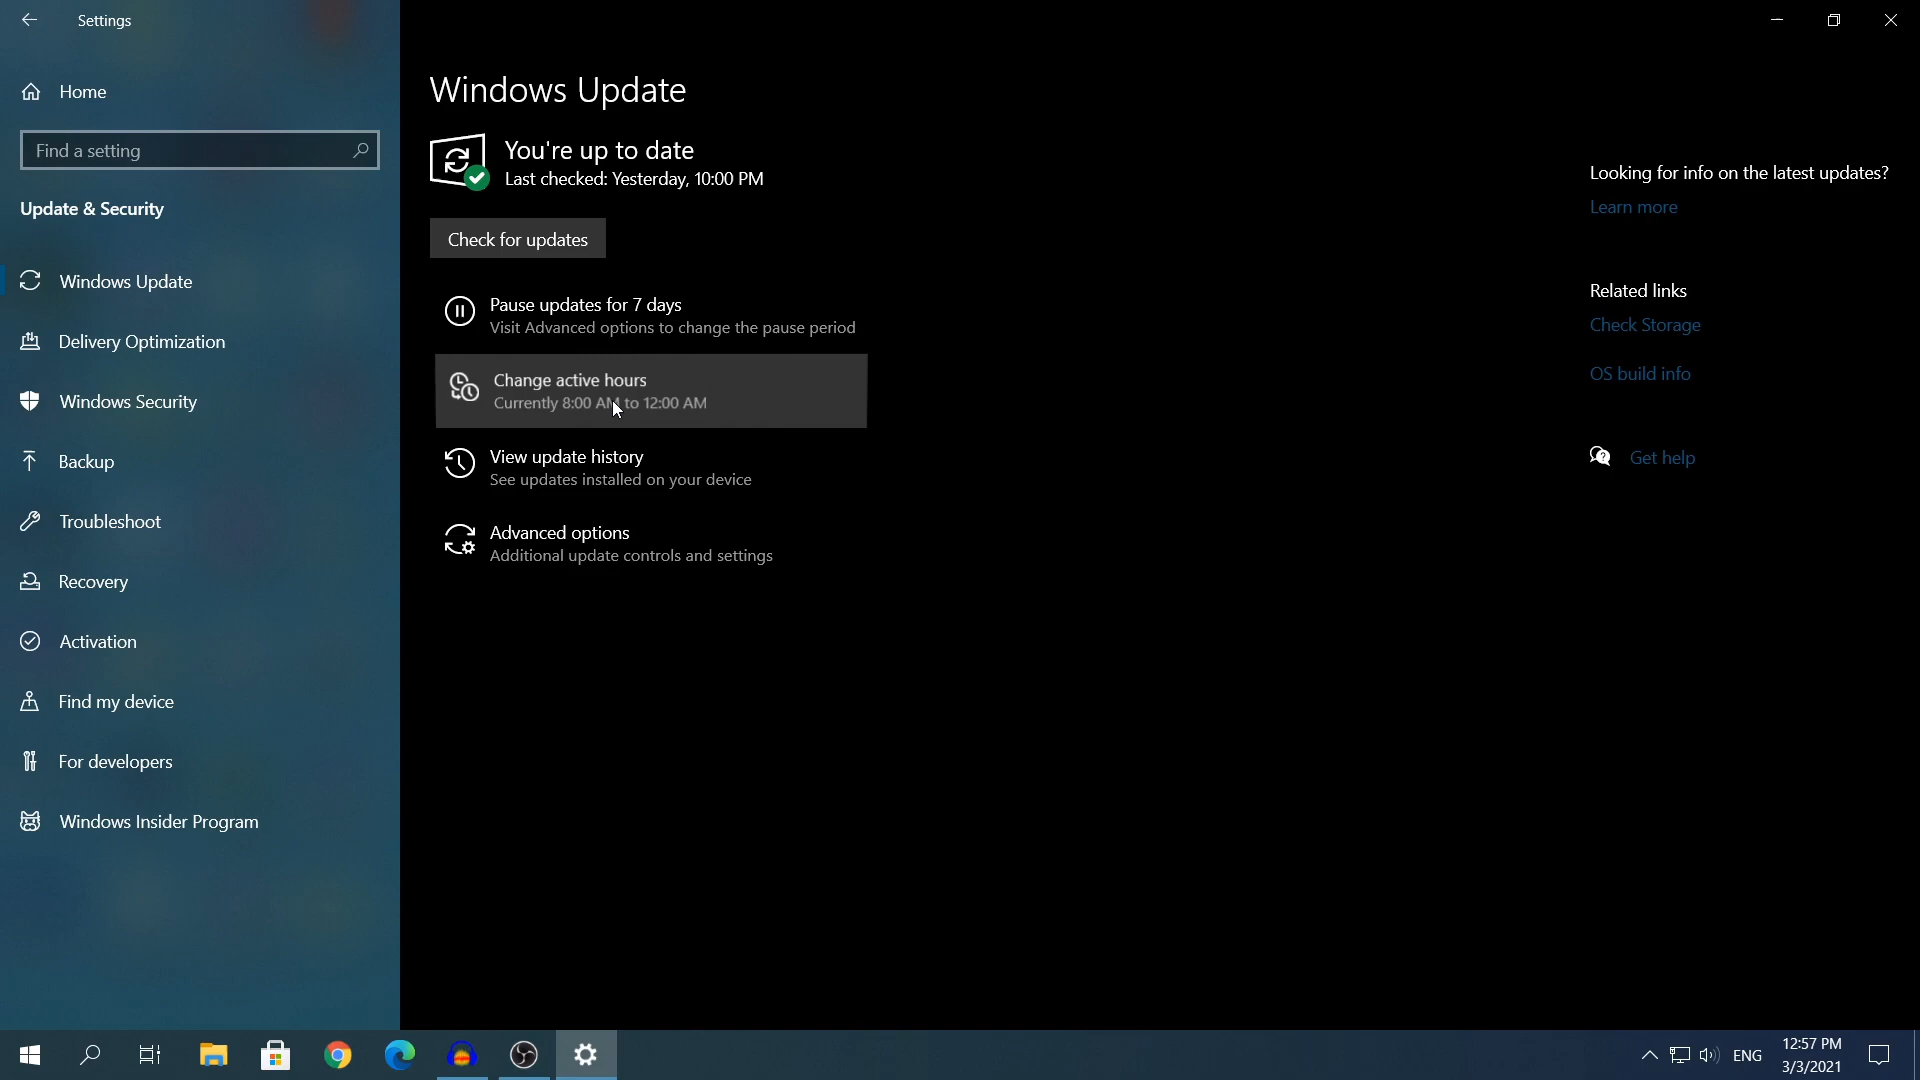 Settings
Home
Find a setting
Update & Security
Windows Update
Delivery Optimization
Windows Security
Backup
Troubleshoot
Recovery
Activation
Find my device
For developers
Windows Insider Program
Windows Update
You're up to date
Last checked: Yesterday, 10:00 PM
Check for updates
Pause updates for 7 days
Visit Advanced options to change the pause period
Change active hours
Currently 8:00 AM to 12:00 AM
View update history
See updates installed on your device
Advanced options
Additional update controls and settings
Looking for info on the latest updates?
Learn more
Related links
Check Storage
OS build info
Get help
ENG
12:57 PM
3/3/2021